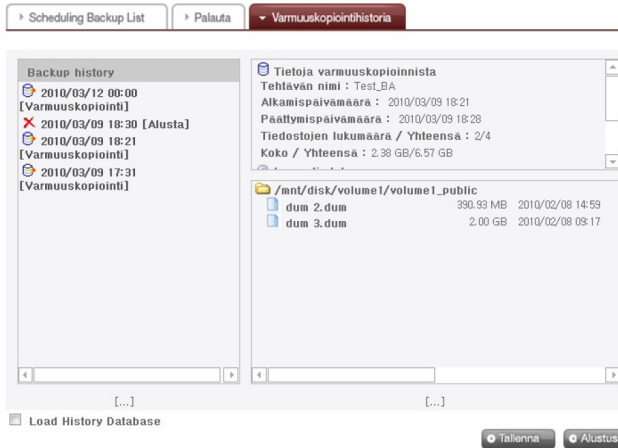 Scheduling Backup List
Palauta
Varmuuskopiointihistoria
Backup history
2010/03/12 00:00
[Varmuuskopiointi]
2010/03/09 18:30 [Alusta]
2010/03/09 18:21
[Varmuuskopiointi]
2010/03/09 17:31
[Varmuuskopiointi]
Tietoja varmuuskopioinnista
Tehtävän nimi : Test_BA
Alkamispäivämäärä : 2010/03/09 18:21
Päättymispäivämäärä : 2010/03/09 18:28
Tiedostojen lukumäärä / Yhteensä : 2/4
Koko / Yhteensä : 2.38 GB/6.57 GB
/mnt/disk/volume1/volume1_public
dum 2.dum 390.93 MB 2010/02/08 14:59
dum 3.dum 2.00 GB 2010/02/08 09:17
[...]
[...]
Load History Database
Tallenna
Alustus